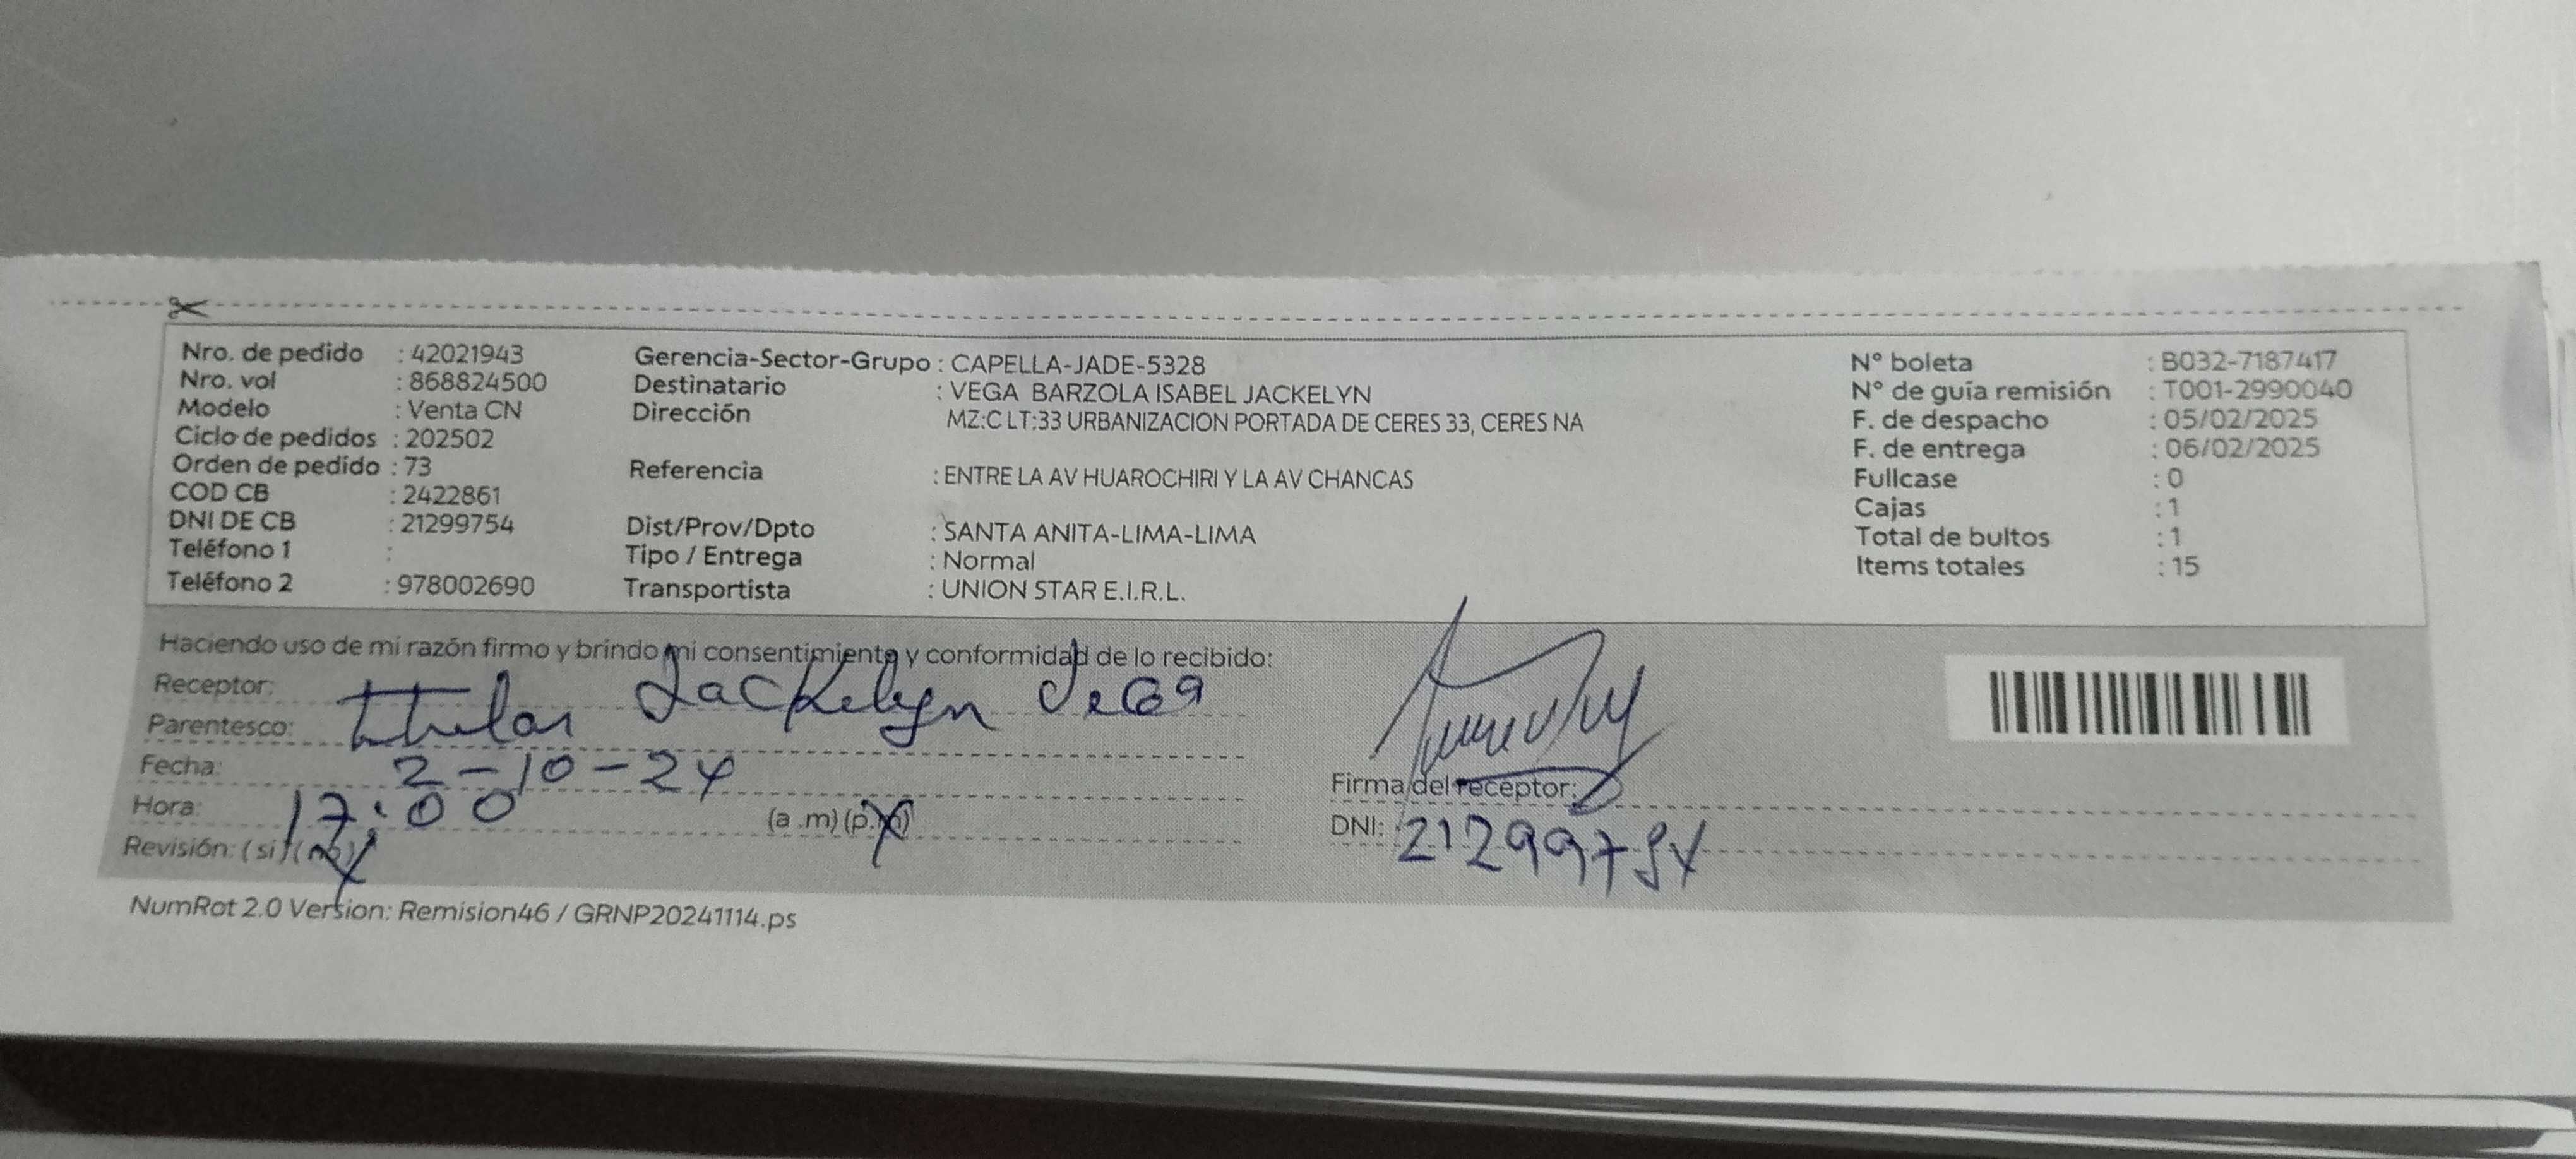 Nro. de pedido : 42021943
Nro. vol : 868824500
Modelo : Venta CN
Ciclo de pedidos : 202502
Orden de pedido : 73
COD CB : 2422861
DNI DE CB : 21299754
Teléfono 1 :
Teléfono 2 : 978002690
Gerencia-Sector-Grupo : CAPELLA-JADE-5328
Destinatario : VEGA BARZOLA ISABEL JACKELYN
Dirección MZ:C LT:33 URBANIZACION PORTADA DE CERES 33, CERES NA
Referencia : ENTRE LA AV HUAROCHIRI Y LA AV CHANCAS
Dist/Prov/Dpto : SANTA ANITA-LIMA-LIMA
Tipo / Entrega : Normal
Transportista : UNION STAR E.I.R.L.
N° boleta : B032-7187417
N° de guía remisión : T001-2990040
F. de despacho : 05/02/2025
F. de entrega : 06/02/2025
Fullcase : 0
Cajas : 1
Total de bultos : 1
Items totales : 15
Haciendo uso de mi razón firmo y brindo mi consentimiento y conformidad de lo recibido:
Receptor: Jackelyn Vega
Parentesco: titular
Fecha: 2-10-24
Hora: 17:00 (a .m) (p.m)
Revisión: (si) (no)
Firma del receptor:
DNI: 21299754
NumRot 2.0 Version: Remision46 / GRNP20241114.ps